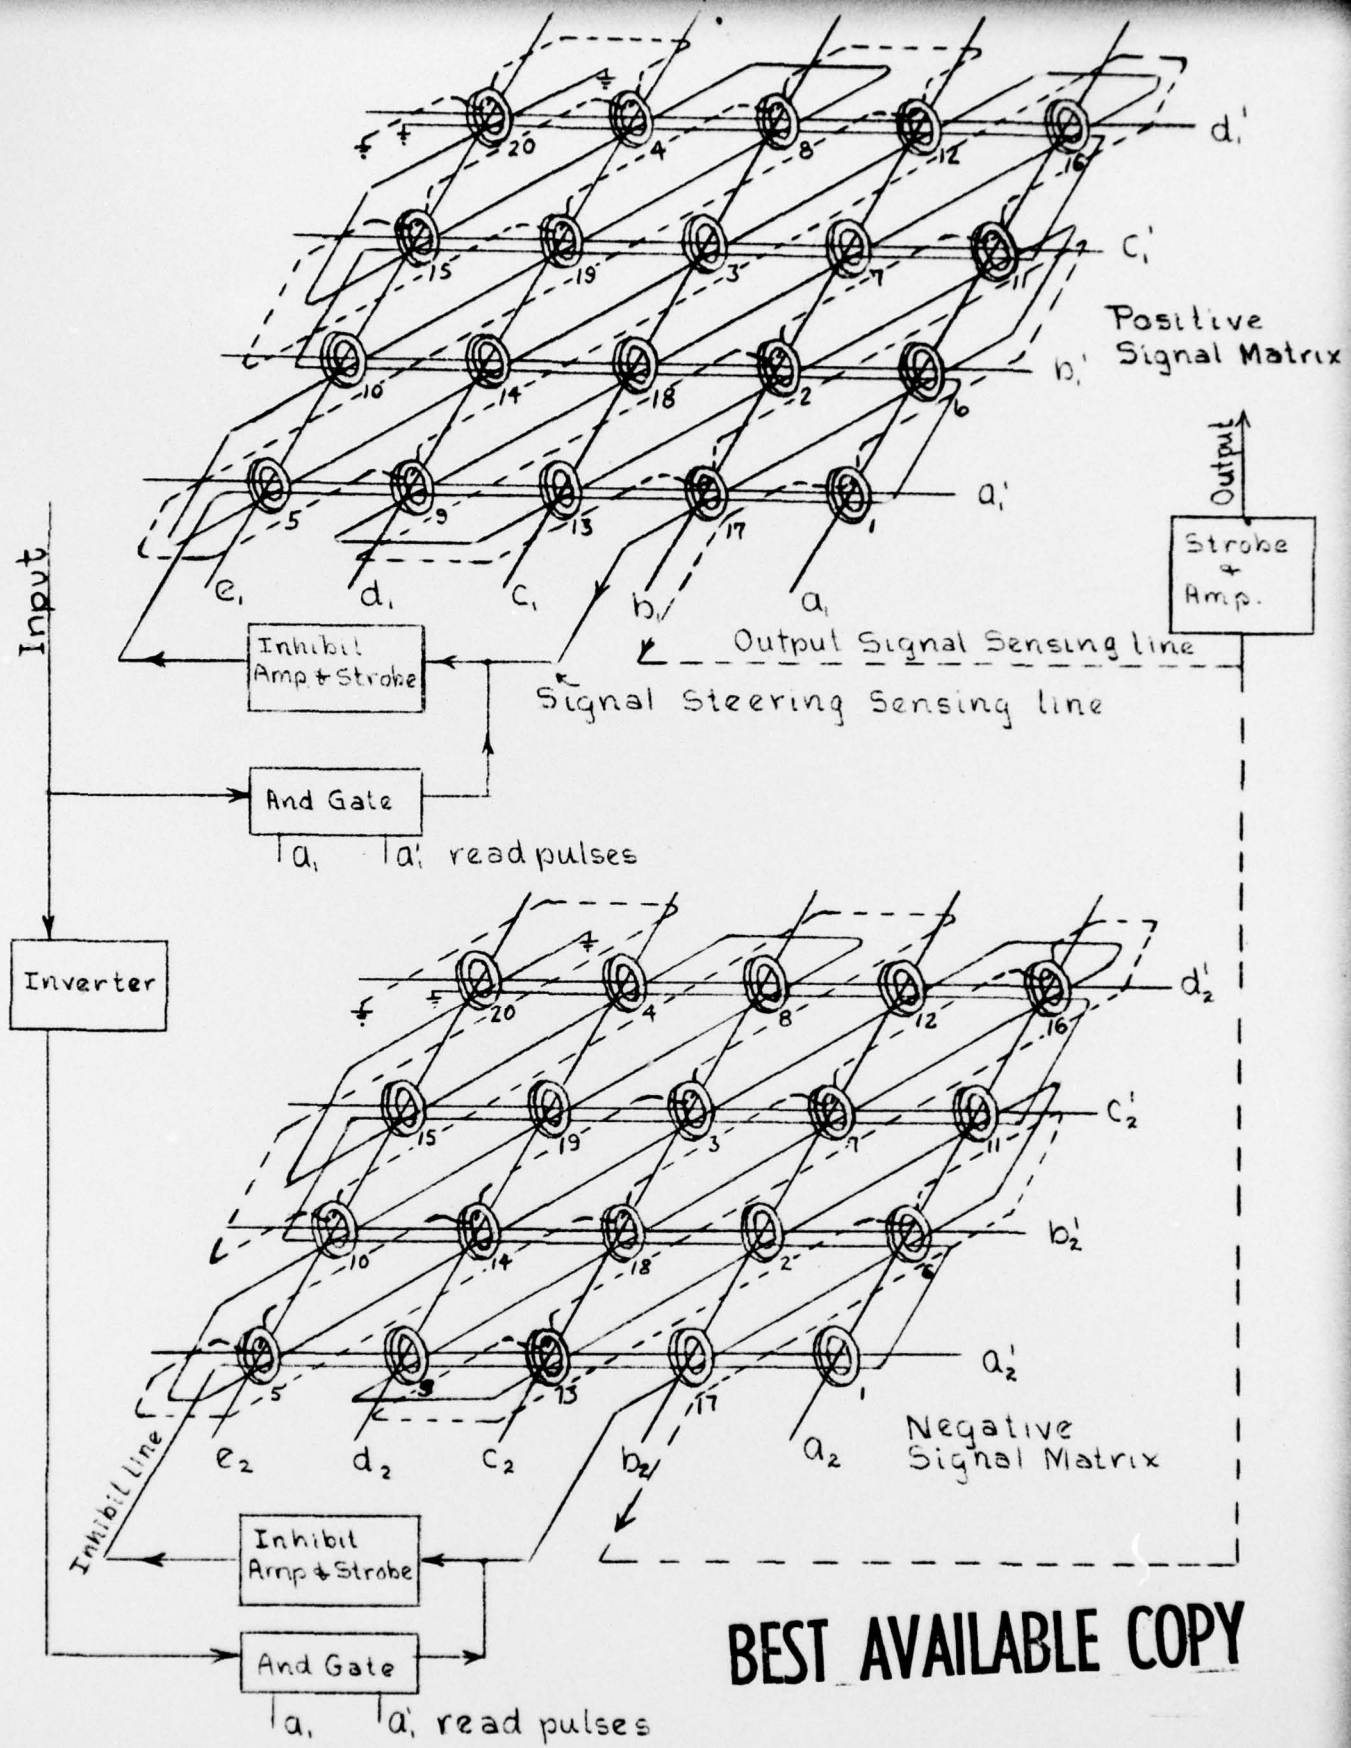 20 4 8 12 16 d₁'
15 19 3 7 11 c₁'
Positive
Signal Matrix
10 14 18 2 6 b₁'
5 9 13 17 1 a₁'
e₁ d₁ c₁ b₁ a₁
Input
Output
Strobe
&
Amp.
Output Signal Sensing line
Inhibit
Amp & Strobe
Signal Steering Sensing line
And Gate
a₁ a₁' read pulses
Inverter
20 4 8 12 16 d₂'
15 19 3 7 11 c₂'
10 14 18 2 6 b₂'
5 9 13 17 1 a₂'
e₂ d₂ c₂ b₂ a₂
Negative
Signal Matrix
Inhibit line
Inhibit
Amp & Strobe
And Gate
a₁ a₁' read pulses
BEST AVAILABLE COPY